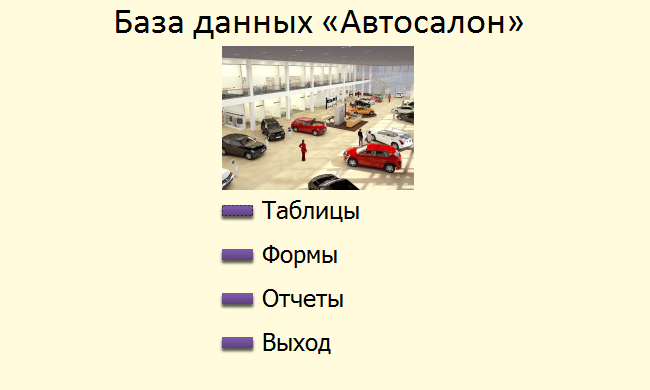 База данных «Автосалон»
Таблицы
Формы
Отчеты
Выход